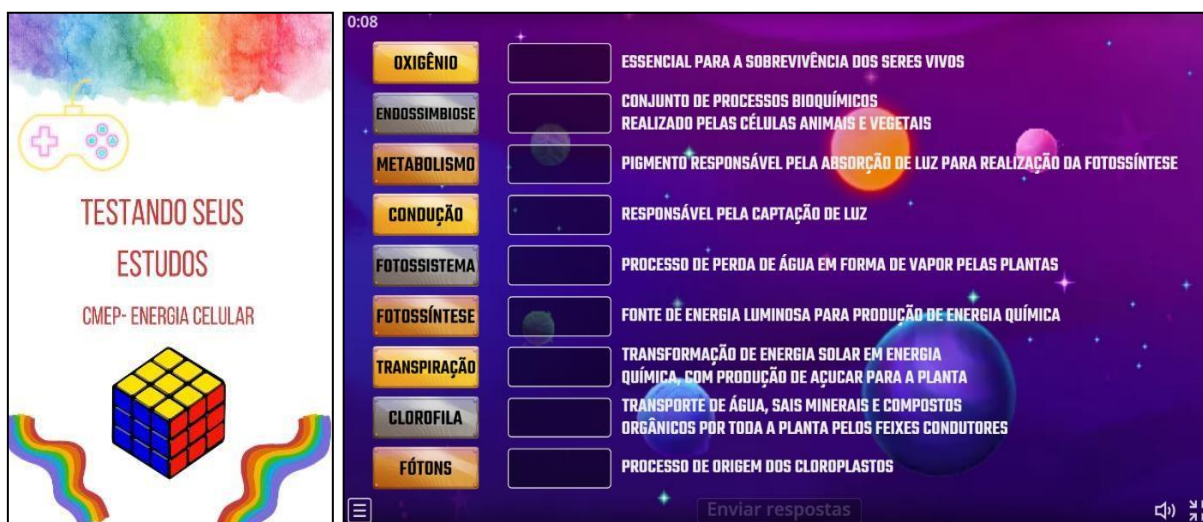 TESTANDO SEUS
ESTUDOS
CMEP- ENERGIA CELULAR
0:08
OXIGÊNIO
ESSENCIAL PARA A SOBREVIVÊNCIA DOS SERES VIVOS
ENDOSSIMBIOSE
CONJUNTO DE PROCESSOS BIOQUÍMICOS
REALIZADO PELAS CÉLULAS ANIMAIS E VEGETAIS
METABOLISMO
PIGMENTO RESPONSÁVEL PELA ABSORÇÃO DE LUZ PARA REALIZAÇÃO DA FOTOSSÍNTESE
CONDUÇÃO
RESPONSÁVEL PELA CAPTAÇÃO DE LUZ
FOTOSSISTEMA
PROCESSO DE PERDA DE ÁGUA EM FORMA DE VAPOR PELAS PLANTAS
FOTOSSÍNTESE
FONTE DE ENERGIA LUMINOSA PARA PRODUÇÃO DE ENERGIA QUÍMICA
TRANSPIRAÇÃO
TRANSFORMAÇÃO DE ENERGIA SOLAR EM ENERGIA
QUÍMICA, COM PRODUÇÃO DE AÇUCAR PARA A PLANTA
CLOROFILA
TRANSPORTE DE ÁGUA, SAIS MINERAIS E COMPOSTOS
ORGÂNICOS POR TODA A PLANTA PELOS FEIXES CONDUTORES
FÓTONS
PROCESSO DE ORIGEM DOS CLOROPLASTOS
Enviar respostas